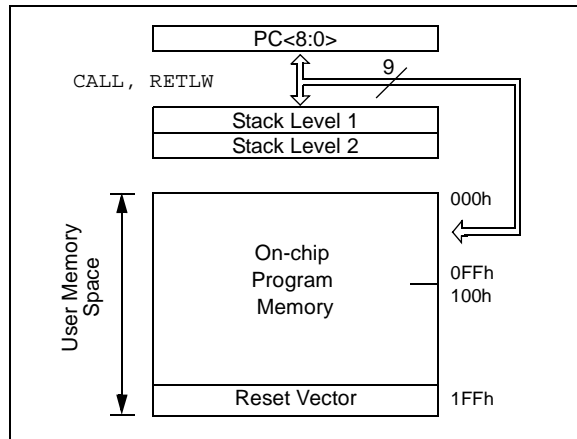 PC<8:0>
9
CALL, RETLW
Stack Level 1
Stack Level 2
000h
User Memory
Space
On-chip
Program
Memory
0FFh
100h
Reset Vector
1FFh